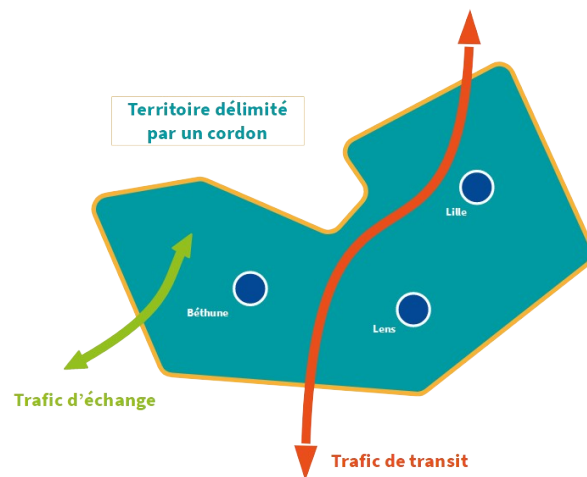 Territoire délimité
par un cordon
Lille
Béthune
Lens
Trafic d'échange
Trafic de transit